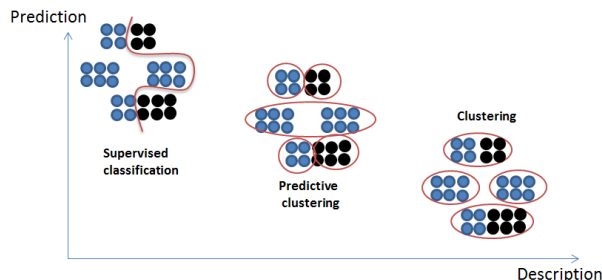 Prediction
Clustering
Supervised
classification
Predictive
clustering
Description